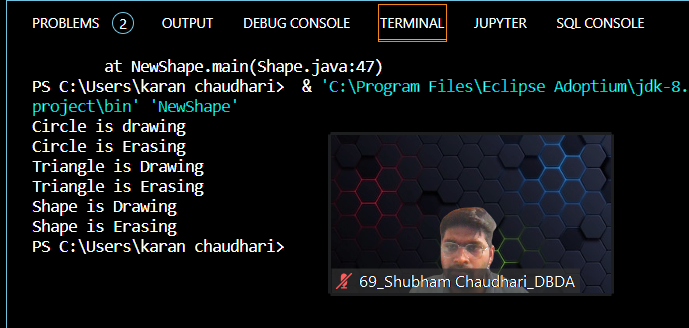 PROBLEMS 2 OUTPUT DEBUG CONSOLE TERMINAL JUPYTER SQL CONSOLE
at NewShape.main(Shape.java:47)
PS C:\Users\karan chaudhari>  & 'C:\Program Files\Eclipse Adoptium\jdk-8.
project\bin' 'NewShape'
Circle is drawing
Circle is Erasing
Triangle is Drawing
Triangle is Erasing
Shape is Drawing
Shape is Erasing
PS C:\Users\karan chaudhari>
69_Shubham Chaudhari_DBDA